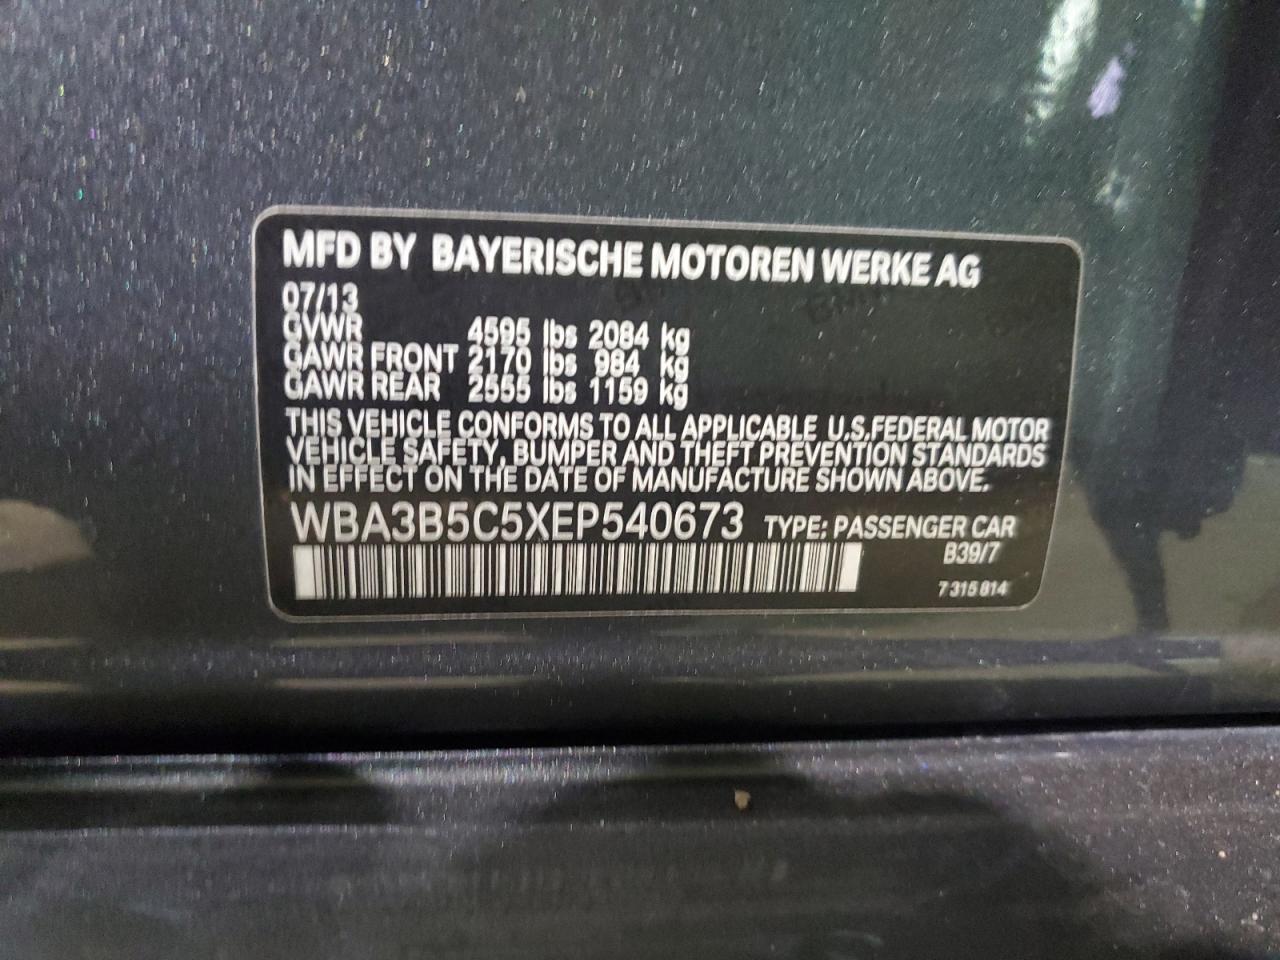 MFD BY BAYERISCHE MOTOREN WERKE AG
07/13
GVWR 4595 lbs 2084 kg
GAWR FRONT 2170 lbs 984 kg
GAWR REAR 2555 lbs 1159 kg
THIS VEHICLE CONFORMS TO ALL APPLICABLE U.S.FEDERAL MOTOR
VEHICLE SAFETY, BUMPER AND THEFT PREVENTION STANDARDS
IN EFFECT ON THE DATE OF MANUFACTURE SHOWN ABOVE.
WBA3B5C5XEP540673 TYPE: PASSENGER CAR
B39/7
7 315 814